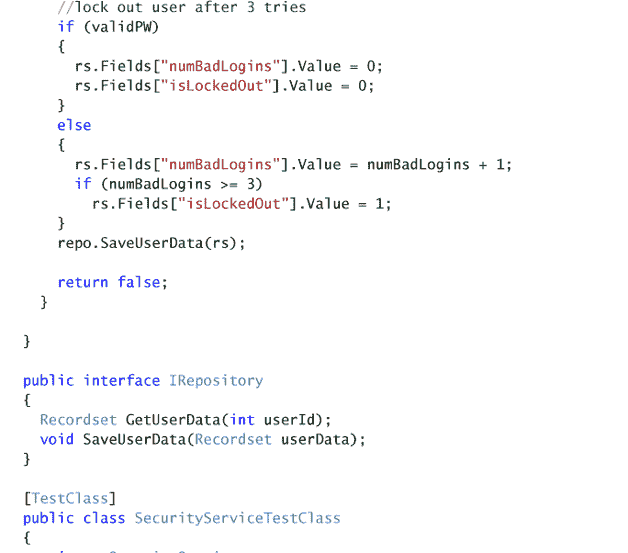 //lock out user after 3 tries
if (validPW)
{
rs.Fields["numBadLogins"].Value = 0;
rs.Fields["isLockedOut"].Value = 0;
}
else
{
rs.Fields["numBadLogins"].Value = numBadLogins + 1;
if (numBadLogins >= 3)
rs.Fields["isLockedOut"].Value = 1;
}
repo.SaveUserData(rs);
return false;
}
}
public interface IRepository
{
Recordset GetUserData(int userId);
void SaveUserData(Recordset userData);
}
[TestClass]
public class SecurityServiceTestClass
{